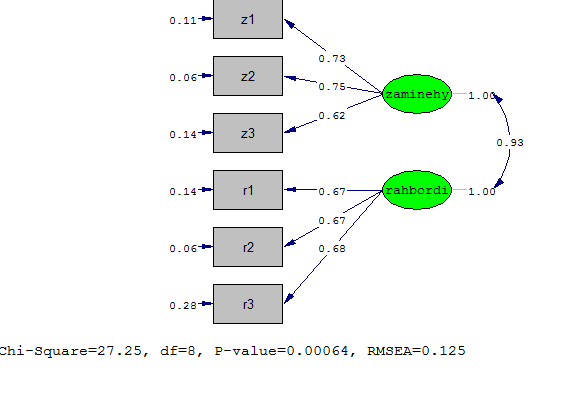 0.11 z1
0.73
0.06 z2
0.75
zaminehy 1.00
0.62
0.14 z3
0.93
0.14 r1
0.67
rahbordi 1.00
0.67
0.06 r2
0.68
0.28 r3
Chi-Square=27.25, df=8, P-value=0.00064, RMSEA=0.125